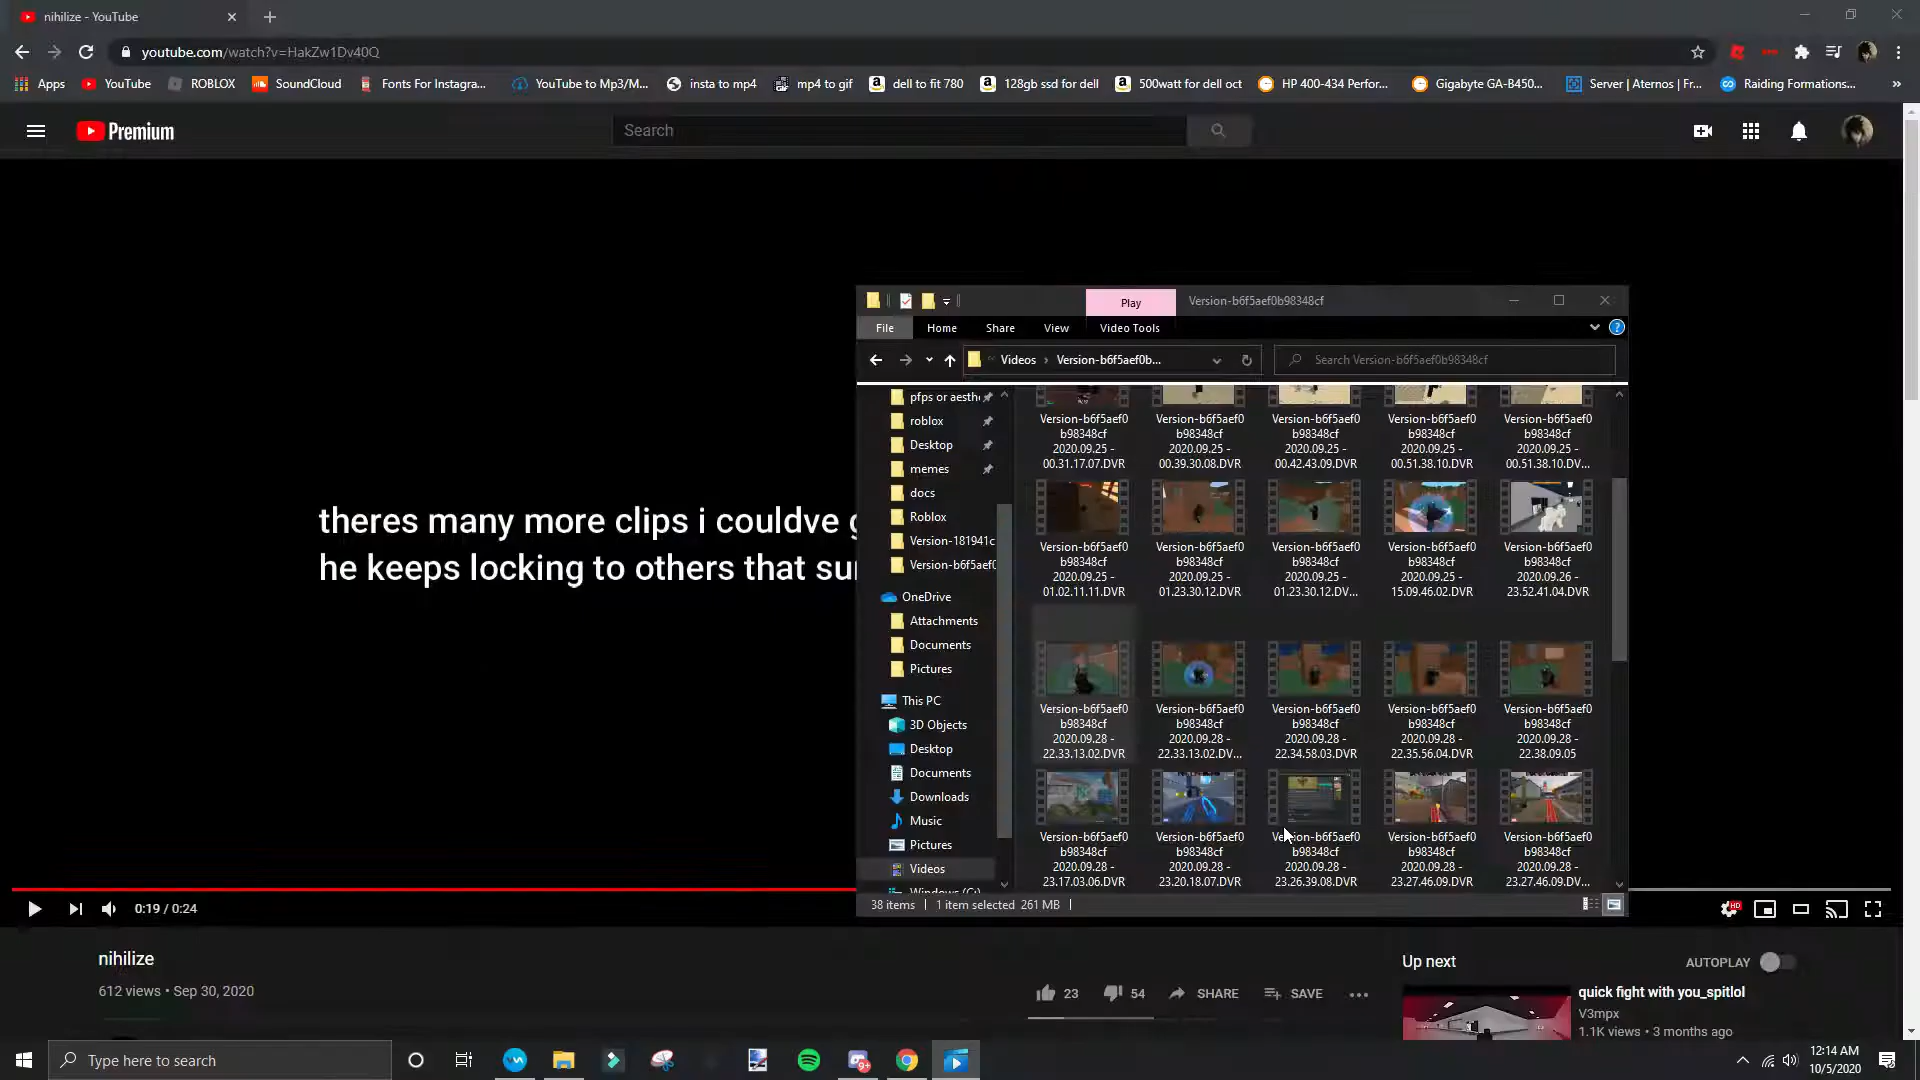 nihilize - YouTube
youtube.com/watch?v=HakZw1Dv40Q
Apps YouTube ROBLOX SoundCloud Fonts For Instagra... YouTube to Mp3/M... insta to mp4 mp4 to gif dell to fit 780 128gb ssd for dell 500watt for dell oct HP 400-434 Perfor... Gigabyte GA-B450... Server | Aternos | Fr... Raiding Formations... »
Premium
Search
Play Version-b6f5aef0b98348cf
File Home Share View Video Tools
Videos › Version-b6f5aef0b... Search Version-b6f5aef0b98348cf
pfps or aesth
roblox
Desktop
memes
docs
Roblox
Version-181941c
Version-b6f5aef0
OneDrive
Attachments
Documents
Pictures
This PC
3D Objects
Desktop
Documents
Downloads
Music
Pictures
Videos
Windows (C:)
Version-b6f5aef0 Version-b6f5aef0 Version-b6f5aef0 Version-b6f5aef0 Version-b6f5aef0
b98348cf b98348cf b98348cf b98348cf b98348cf
2020.09.25 - 2020.09.25 - 2020.09.25 - 2020.09.25 - 2020.09.25 -
00.31.17.07.DVR 00.39.30.08.DVR 00.42.43.09.DVR 00.51.38.10.DVR 00.51.38.10.DV...
Version-b6f5aef0 Version-b6f5aef0 Version-b6f5aef0 Version-b6f5aef0 Version-b6f5aef0
b98348cf b98348cf b98348cf b98348cf b98348cf
2020.09.25 - 2020.09.25 - 2020.09.25 - 2020.09.25 - 2020.09.26 -
01.02.11.11.DVR 01.23.30.12.DVR 01.23.30.12.DV... 15.09.46.02.DVR 23.52.41.04.DVR
Version-b6f5aef0 Version-b6f5aef0 Version-b6f5aef0 Version-b6f5aef0 Version-b6f5aef0
b98348cf b98348cf b98348cf b98348cf b98348cf
2020.09.28 - 2020.09.28 - 2020.09.28 - 2020.09.28 - 2020.09.28 -
22.33.13.02.DVR 22.33.13.02.DV... 22.34.58.03.DVR 22.35.56.04.DVR 22.38.09.05
Version-b6f5aef0 Version-b6f5aef0 Version-b6f5aef0 Version-b6f5aef0 Version-b6f5aef0
b98348cf b98348cf b98348cf b98348cf b98348cf
2020.09.28 - 2020.09.28 - 2020.09.28 - 2020.09.28 - 2020.09.28 -
23.17.03.06.DVR 23.20.18.07.DVR 23.26.39.08.DVR 23.27.46.09.DVR 23.27.46.09.DV...
38 items 1 item selected 261 MB
theres many more clips i couldve
he keeps locking to others that
0:19 / 0:24
HD
nihilize
612 views • Sep 30, 2020
23 54 SHARE SAVE
Up next AUTOPLAY
quick fight with you_spitlol
V3mpx
1.1K views • 3 months ago
Type here to search
12:14 AM
10/5/2020